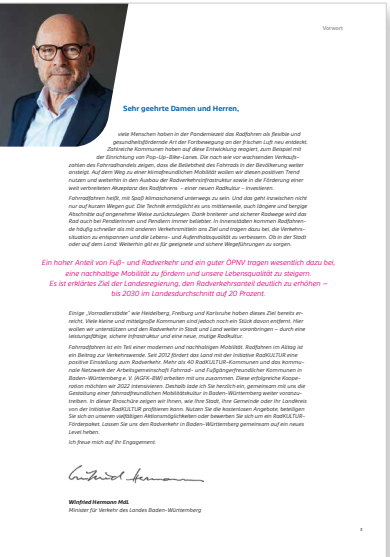 Vorwort
Sehr geehrte Damen und Herren,
viele Menschen haben in der Pandemiezeit das Radfahren als flexible und
gesundheitsfördernde Art der Fortbewegung an der frischen Luft neu entdeckt.
Zahlreiche Kommunen haben auf diese Entwicklung reagiert, zum Beispiel mit
der Einrichtung von Pop-Up-Bike-Lanes. Die nach wie vor wachsenden Verkaufs-
zahlen des Fahrradhandels zeigen, dass die Beliebtheit des Fahrrads in der Bevölkerung weiter
ansteigt. Auf dem Weg zu einer klimafreundlichen Mobilität wollen wir diesen positiven Trend
nutzen und weiterhin in den Ausbau der Radverkehrsinfrastruktur sowie in die Förderung einer
weit verbreiteten Akzeptanz des Radfahrens – einer neuen Radkultur – investieren.
Fahrradfahren heißt, mit Spaß klimaschonend unterwegs zu sein. Und das geht inzwischen nicht
nur auf kurzen Wegen gut. Die Technik ermöglicht es uns mittlerweile, auch längere und bergige
Abschnitte auf angenehme Weise zurückzulegen. Dank breiterer und sicherer Radwege wird das
Rad auch bei Pendlerinnen und Pendlern immer beliebter. In Innenstädten kommen Radfahren-
de häufig schneller als mit anderen Verkehrsmitteln ans Ziel und tragen dazu bei, die Verkehrs-
situation zu entspannen und die Lebens- und Aufenthaltsqualität zu verbessern. Ob in der Stadt
oder auf dem Land: Weiterhin gilt es für geeignete und sichere Wegeführungen zu sorgen.
Ein hoher Anteil von Fuß- und Radverkehr und ein guter ÖPNV tragen wesentlich dazu bei,
eine nachhaltige Mobilität zu fördern und unsere Lebensqualität zu steigern.
Es ist erklärtes Ziel der Landesregierung, den Radverkehrsanteil deutlich zu erhöhen –
bis 2030 im Landesdurchschnitt auf 20 Prozent.
Einige „Vorradlerstädte" wie Heidelberg, Freiburg und Karlsruhe haben dieses Ziel bereits er-
reicht. Viele kleine und mittelgroße Kommunen sind jedoch noch ein Stück davon entfernt. Hier
wollen wir unterstützen und den Radverkehr in Stadt und Land weiter voranbringen – durch eine
leistungsfähige, sichere Infrastruktur und eine neue, mutige Radkultur.
Fahrradfahren ist ein Teil einer modernen und nachhaltigen Mobilität. Radfahren im Alltag ist
ein Beitrag zur Verkehrswende. Seit 2012 fördert das Land mit der Initiative RadKULTUR eine
positive Einstellung zum Radverkehr. Mehr als 40 RadKULTUR-Kommunen und das kommu-
nale Netzwerk der Arbeitsgemeinschaft Fahrrad- und Fußgängerfreundlicher Kommunen in
Baden-Württemberg e. V. (AGFK-BW) arbeiten mit uns zusammen. Diese erfolgreiche Koope-
ration möchten wir 2022 intensivieren. Deshalb lade ich Sie herzlich ein, gemeinsam mit uns die
Gestaltung einer fahrradfreundlichen Mobilitätskultur in Baden-Württemberg weiter voranzu-
treiben. In dieser Broschüre zeigen wir Ihnen, wie Ihre Stadt, Ihre Gemeinde oder Ihr Landkreis
von der Initiative RadKULTUR profitieren kann. Nutzen Sie die kostenlosen Angebote, beteiligen
Sie sich an unseren vielfältigen Aktionsmöglichkeiten oder bewerben Sie sich um ein RadKULTUR-
Förderpaket. Lassen Sie uns den Radverkehr in Baden-Württemberg gemeinsam auf ein neues
Level heben.
Ich freue mich auf Ihr Engagement.
Winfried Hermann
Winfried Hermann MdL
Minister für Verkehr des Landes Baden-Württemberg
3